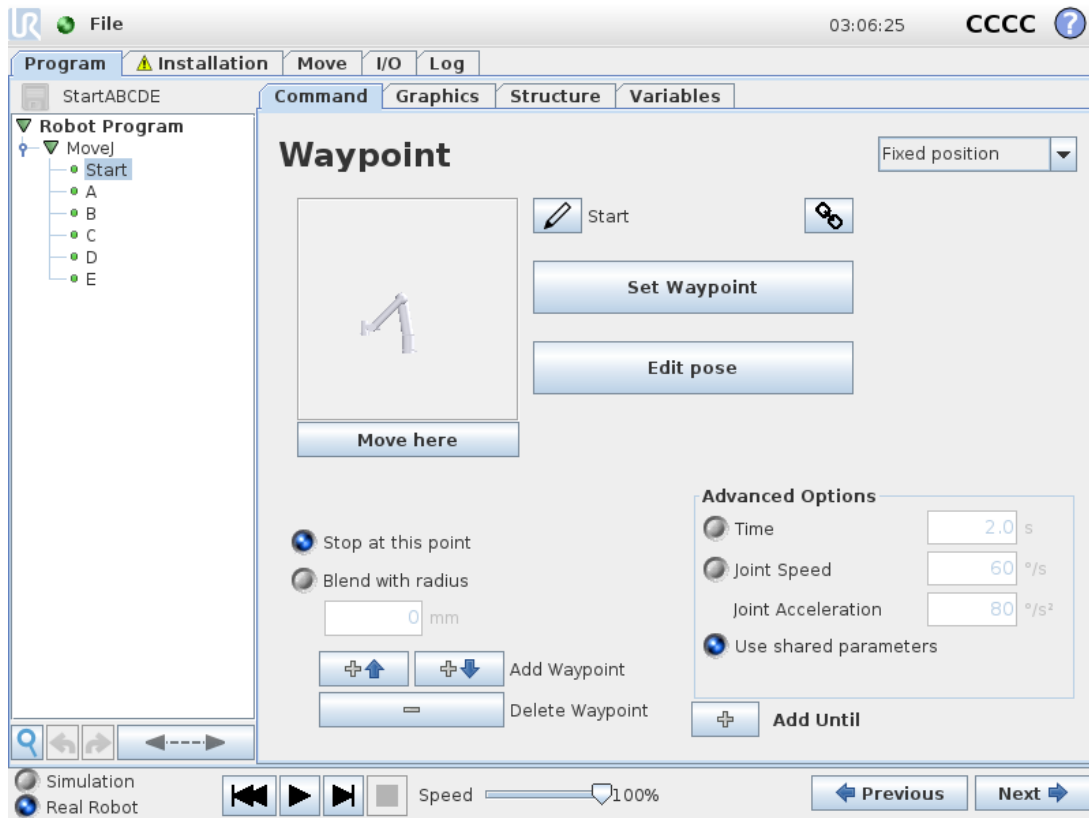 UR File 03:06:25 CCCC ?
Program Installation Move I/O Log
StartABCDE Command Graphics Structure Variables
Robot Program
MoveJ
Start
A
B
C
D
E
Waypoint Fixed position
Start
Set Waypoint
Edit pose
Move here
Advanced Options
Time 2.0 s
Stop at this point
Joint Speed 60 °/s
Blend with radius
Joint Acceleration 80 °/s²
0 mm
Use shared parameters
Add Waypoint
Delete Waypoint
Add Until
Simulation
Real Robot
Speed 100% Previous Next